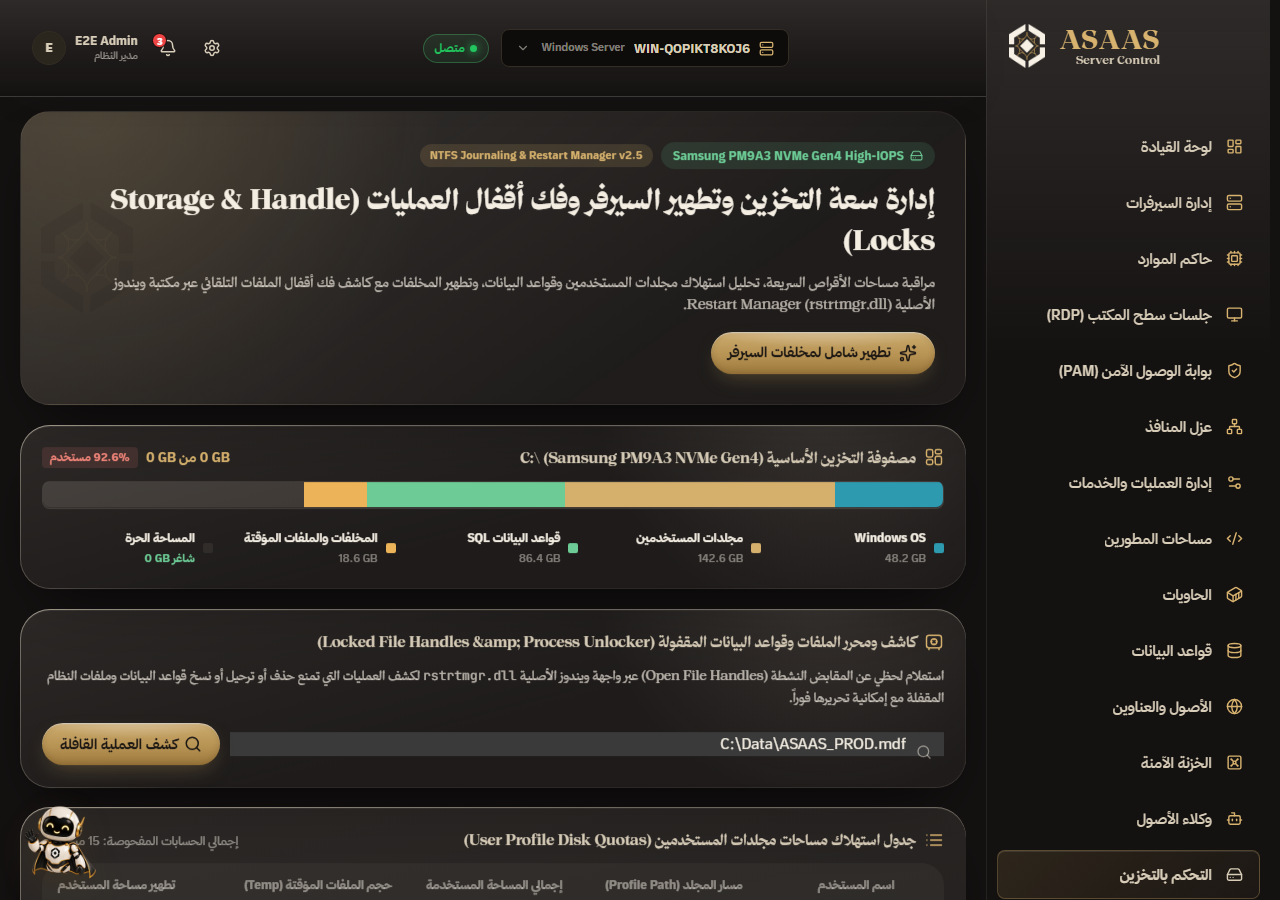 ASAAS
Server Control
لوحة القيادة
إدارة السيرفرات
حاكم الموارد
جلسات سطح المكتب (RDP)
بوابة الوصول الآمن (PAM)
عزل المنافذ
إدارة العمليات والخدمات
مساحات المطورين
الحاويات
قواعد البيانات
الأصول والعناوين
الخزنة الآمنة
وكلاء الأصول
التحكم بالتخزين
WIN-QOPIKT8KOJ6 Windows Server
متصل
3
E2E Admin
مدير النظام
E
Samsung PM9A3 NVMe Gen4 High-IOPS
NTFS Journaling & Restart Manager v2.5
إدارة سعة التخزين وتطهير السيرفر وفك أقفال العمليات (Storage & Handle
Locks)
مراقبة مساحات الأقراص السريعة، تحليل استهلاك مجلدات المستخدمين وقواعد البيانات، وتطهير المخلفات مع كاشف فك أقفال الملفات التلقائي عبر مكتبة ويندوز
الأصلية Restart Manager (rstrtmgr.dll).
تطهير شامل لمخلفات السيرفر
مصفوفة التخزين الأساسية C:\ (Samsung PM9A3 NVMe Gen4)
0 GB من 0 GB
92.6% مستخدم
Windows OS
48.2 GB
مجلدات المستخدمين
142.6 GB
قواعد البيانات SQL
86.4 GB
المخلفات والملفات المؤقتة
18.6 GB
المساحة الحرة
0 GB شاغر
كاشف ومحرر الملفات وقواعد البيانات المقفولة (Locked File Handles &amp; Process Unlocker)
استعلام لحظي عن المقابض النشطة (Open File Handles) عبر واجهة ويندوز الأصلية rstrtmgr.dll لكشف العمليات التي تمنع حذف أو ترحيل أو نسخ قواعد البيانات وملفات النظام
المقفلة مع إمكانية تحريرها فوراً.
C:\Data\ASAAS_PROD.mdf
كشف العملية القافلة
جدول استهلاك مساحات مجلدات المستخدمين (User Profile Disk Quotas)
إجمالي الحسابات المفحوصة: 15
اسم المستخدم
مسار المجلد (Profile Path)
إجمالي المساحة المستخدمة
حجم الملفات المؤقتة (Temp)
تطهير مساحة المستخدم